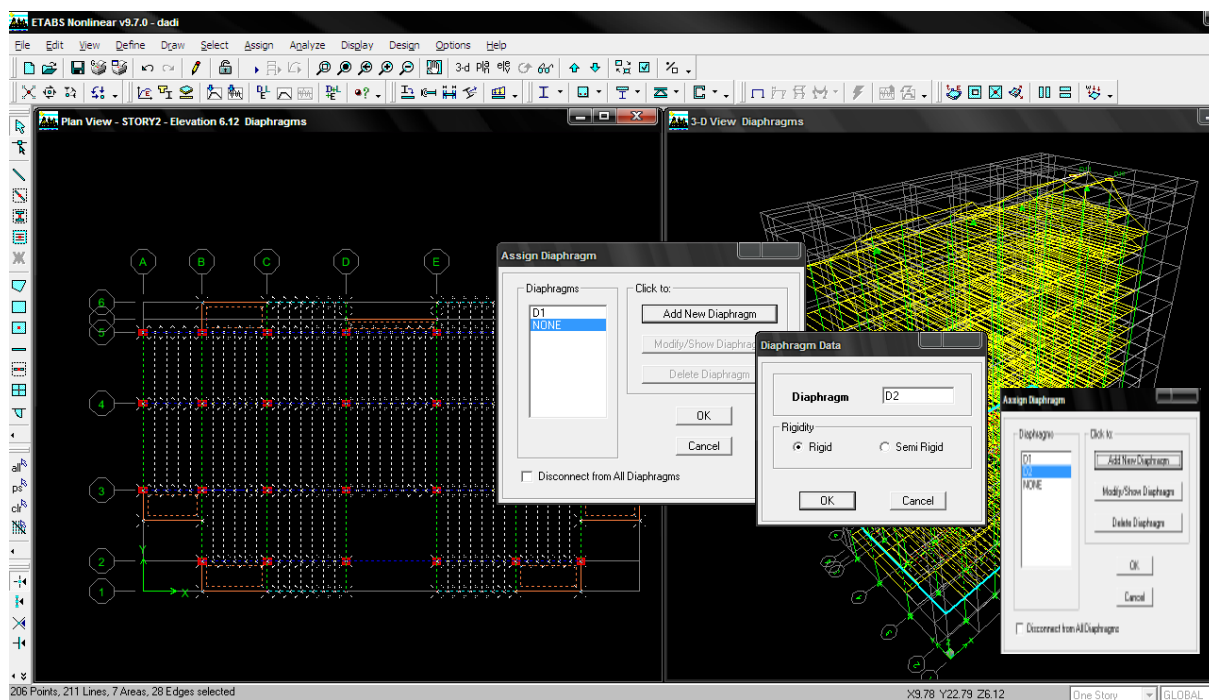 ETABS Nonlinear v9.7.0 - dadi
File Edit View Define Draw Select Assign Analyze Display Design Options Help
3-d
Plan View - STORY2 - Elevation 6.12 Diaphragms
3-D View Diaphragms
A B C D E
6
5
4
3
2
1
Y
X
all
ps
clr
Assign Diaphragm
Diaphragms
D1
NONE
Click to:
Add New Diaphragm
Modify/Show Diaphrag
Delete Diaphragm
OK
Cancel
Disconnect from All Diaphragms
Diaphragm Data
Diaphragm
D2
Rigidity
Rigid
Semi Rigid
OK
Cancel
Assign Diaphragm
Diaphragms
D1
D2
NONE
Click to:
Add New Diaphragm
Modify/Show Diaphragm
Delete Diaphragm
OK
Cancel
Disconnect from All Diaphragms
206 Points, 211 Lines, 7 Areas, 28 Edges selected
X9.78 Y22.79 Z6.12
One Story
GLOBAL